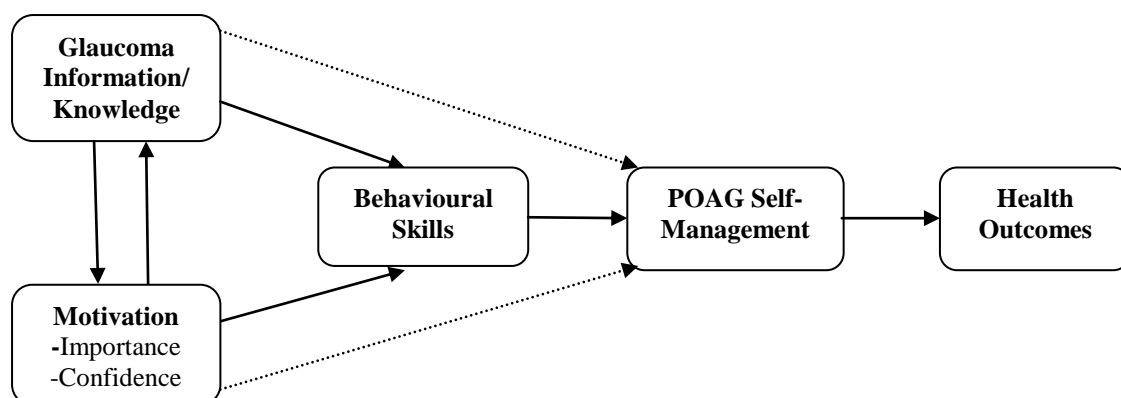 Glaucoma
Information/
Knowledge
Behavioural
Skills
POAG Self-
Management
Health
Outcomes
Motivation
-Importance
-Confidence